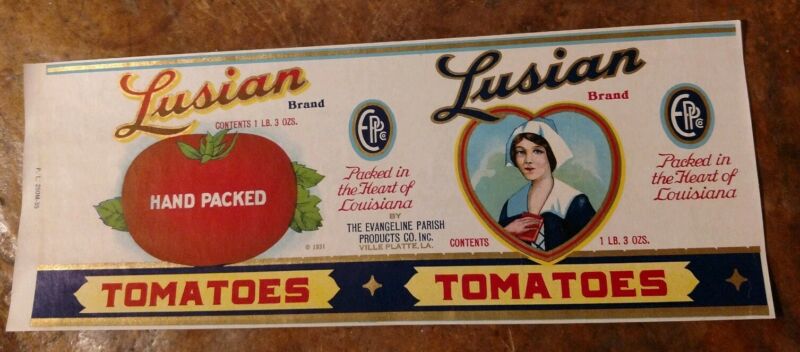 Lusian
Brand
CONTENTS 1 LB. 3 OZS.
HAND PACKED
P. L. 250M-35
© 1931
TOMATOES
EPP Co
Packed in
the Heart of
Louisiana
BY
THE EVANGELINE PARISH
PRODUCTS CO. INC.
VILLE PLATTE, LA.
Lusian
Brand
CONTENTS 1 LB. 3 OZS.
TOMATOES
EPP Co
Packed in
the Heart of
Louisiana